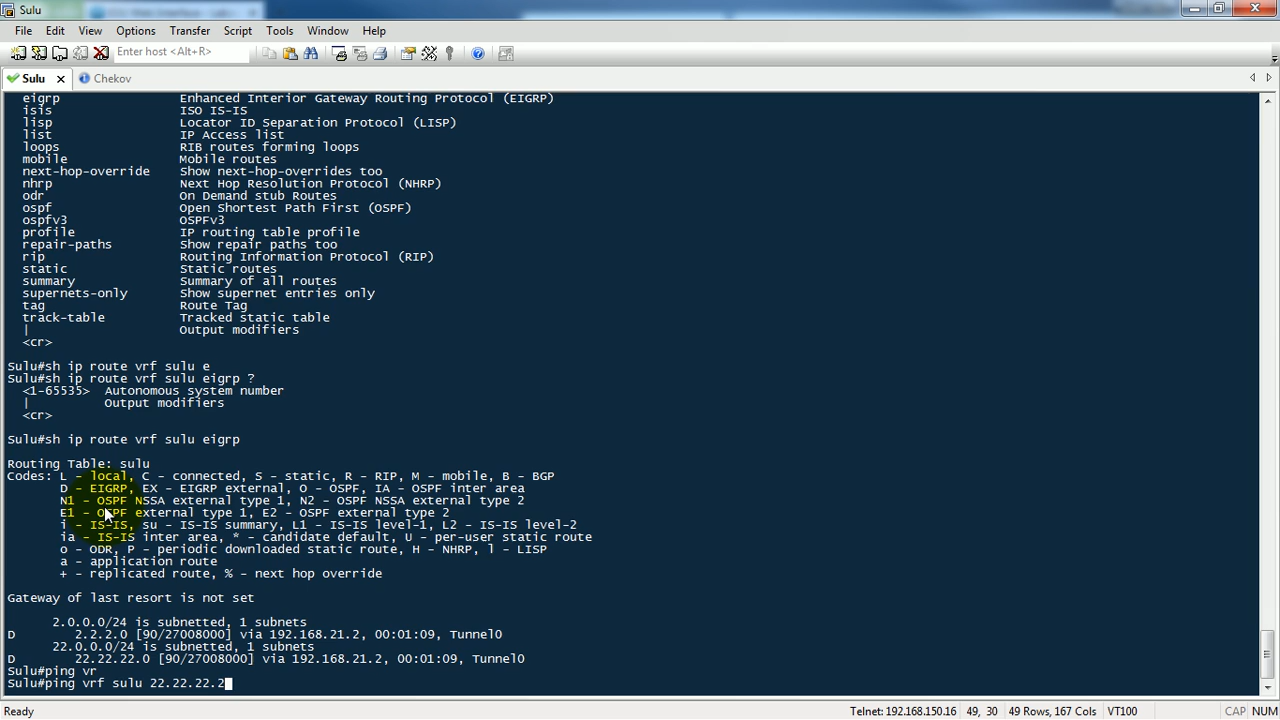 Sulu
File Edit View Options Transfer Script Tools Window Help
Enter host <Alt+R>
Sulu Chekov
eigrp Enhanced Interior Gateway Routing Protocol (EIGRP)
isis ISO IS-IS
lisp Locator ID Separation Protocol (LISP)
list IP Access list
loops RIB routes forming loops
mobile Mobile routes
next-hop-override Show next-hop-overrides too
nhrp Next Hop Resolution Protocol (NHRP)
odr On Demand stub Routes
ospf Open Shortest Path First (OSPF)
ospfv3 OSPFv3
profile IP routing table profile
repair-paths Show repair paths too
rip Routing Information Protocol (RIP)
static Static routes
summary Summary of all routes
supernets-only Show supernet entries only
tag Route Tag
track-table Tracked static table
| Output modifiers
<cr>
Sulu#sh ip route vrf sulu e
Sulu#sh ip route vrf sulu eigrp ?
<1-65535> Autonomous system number
| Output modifiers
<cr>
Sulu#sh ip route vrf sulu eigrp
Routing Table: sulu
Codes: L - local, C - connected, S - static, R - RIP, M - mobile, B - BGP
D - EIGRP, EX - EIGRP external, O - OSPF, IA - OSPF inter area
N1 - OSPF NSSA external type 1, N2 - OSPF NSSA external type 2
E1 - OSPF external type 1, E2 - OSPF external type 2
i - IS-IS, su - IS-IS summary, L1 - IS-IS level-1, L2 - IS-IS level-2
ia - IS-IS inter area, * - candidate default, U - per-user static route
o - ODR, P - periodic downloaded static route, H - NHRP, l - LISP
a - application route
+ - replicated route, % - next hop override
Gateway of last resort is not set
2.0.0.0/24 is subnetted, 1 subnets
D 2.2.2.0 [90/27008000] via 192.168.21.2, 00:01:09, Tunnel0
22.0.0.0/24 is subnetted, 1 subnets
D 22.22.22.0 [90/27008000] via 192.168.21.2, 00:01:09, Tunnel0
Sulu#ping vr
Sulu#ping vrf sulu 22.22.22.2
Ready Telnet: 192.168.150.16 49, 30 49 Rows, 167 Cols VT100 CAP NUM